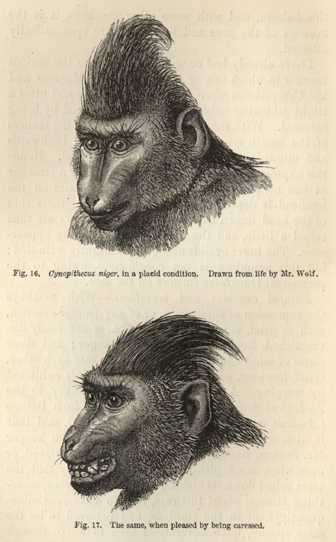 Fig. 16. Cynopithecus niger, in a placid condition. Drawn from life by Mr. Wolf.
Fig. 17. The same, when pleased by being caressed.